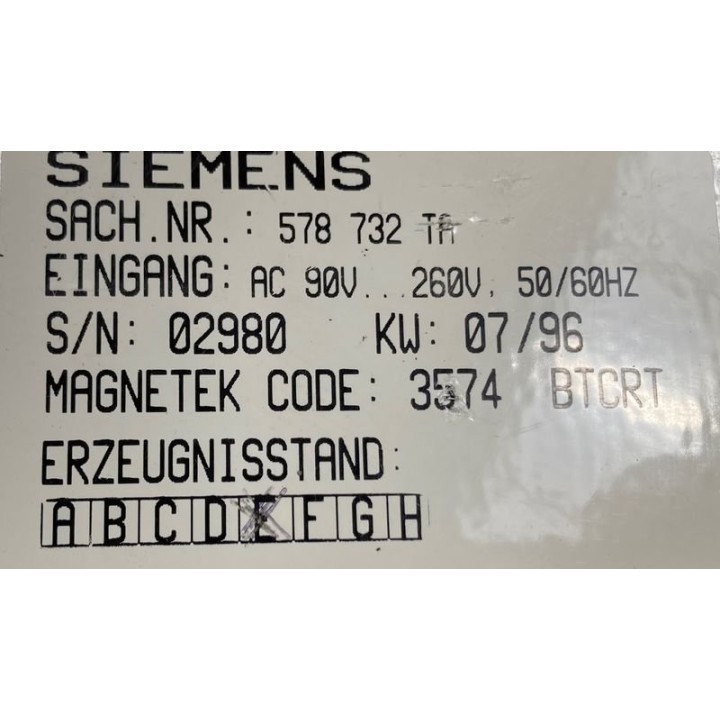 SIEMENS
SACH.NR.: 578 732 TA
EINGANG: AC 90V...260V, 50/60HZ
S/N: 02980 KW: 07/96
MAGNETEK CODE: 3574 BTCRT
ERZEUGNISSTAND:
A B C D E F G H